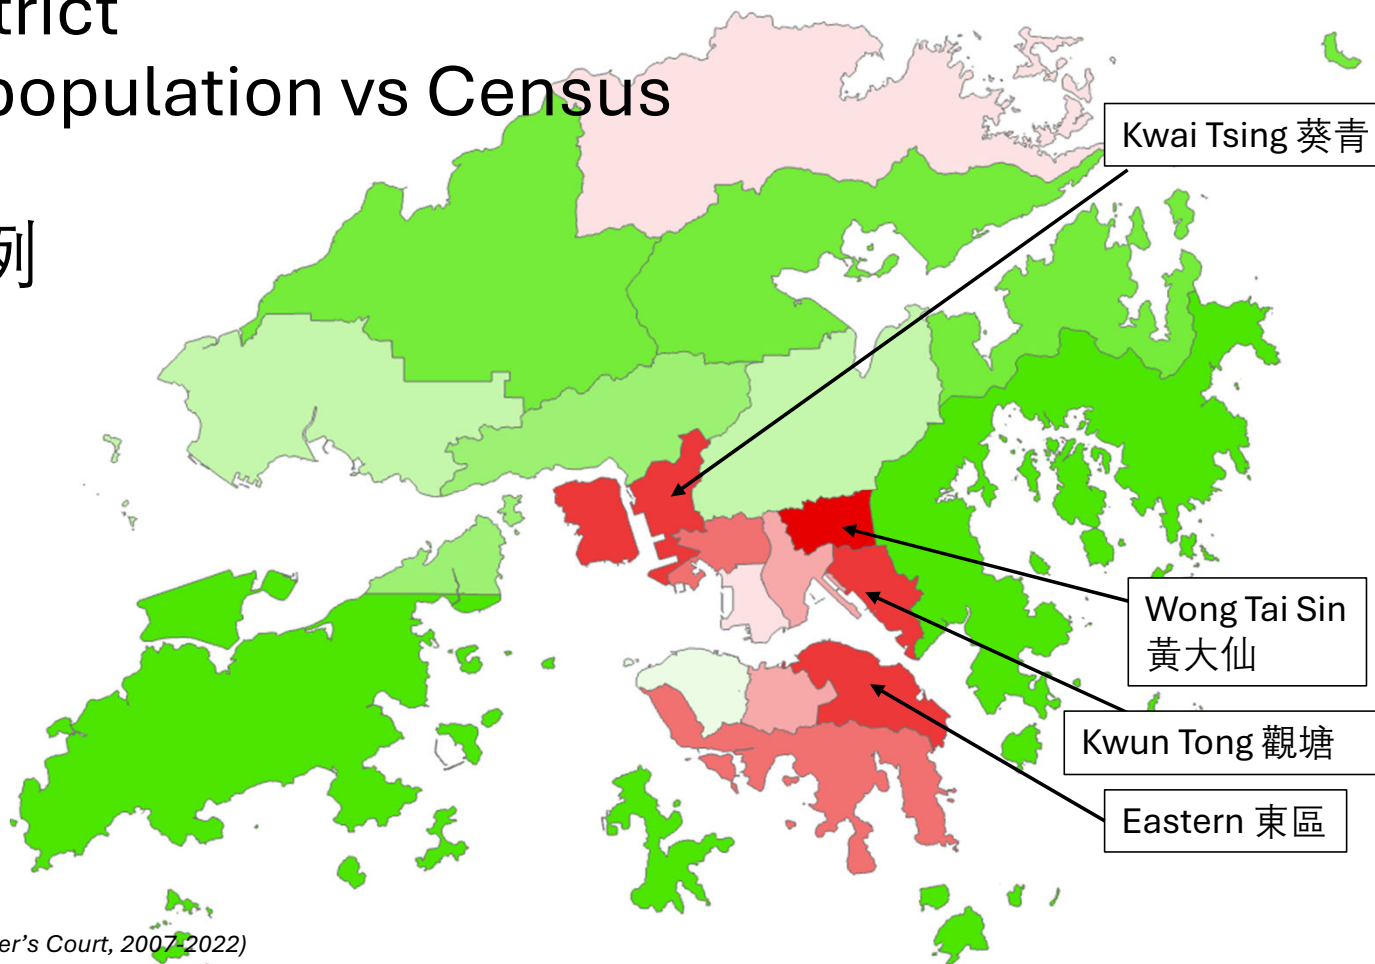 trict
population vs Census
例
Kwai Tsing 葵青
Wong Tai Sin
黃大仙
Kwun Tong 觀塘
Eastern 東區
er’s Court, 2007-2022)